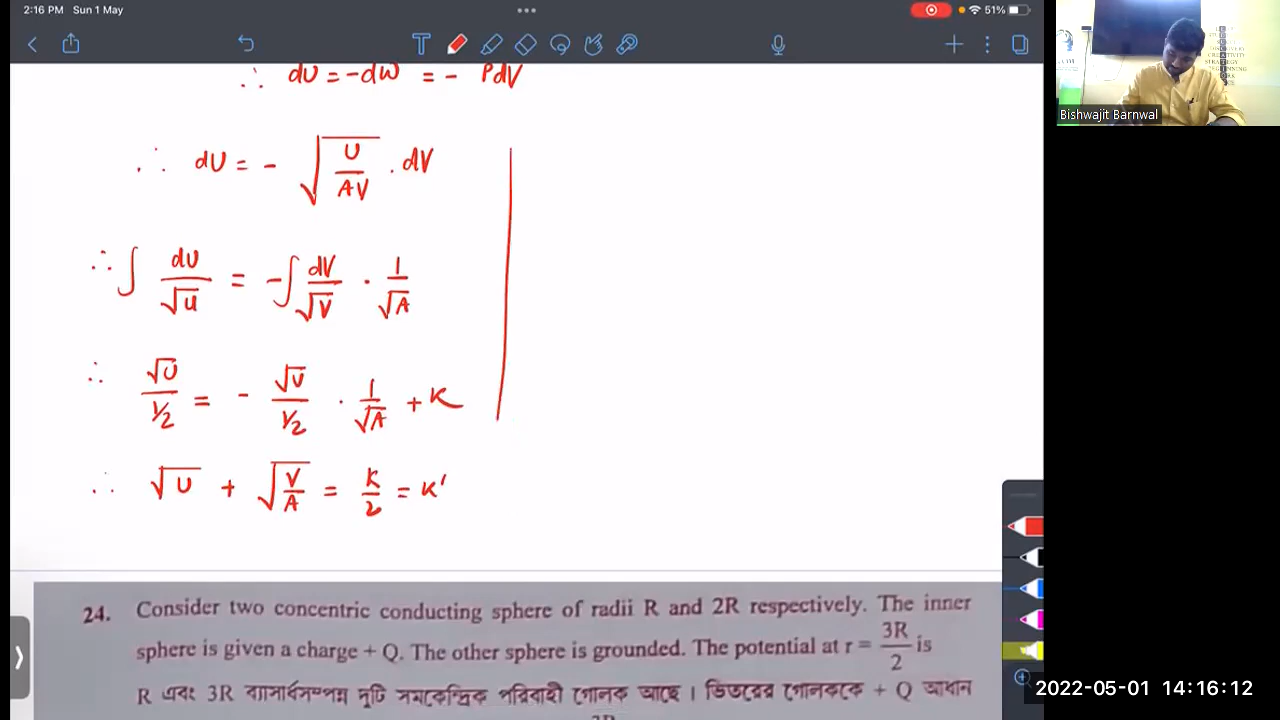 2:16 PM Sun 1 May
51%
∴ dU = -dW = - PdV
∴ dU = - √(U/AV) . dV
∴ ∫ dU/√U = -∫ dV/√V · 1/√A
∴ √U / 1/2 = - √V / 1/2 · 1/√A + K
∴ √U + √(V/A) = K/2 = K'
24. Consider two concentric conducting sphere of radii R and 2R respectively. The inner
sphere is given a charge + Q. The other sphere is grounded. The potential at r = 3R/2 is
R এবং 3R ব্যাসার্ধসম্পন্ন দুটি সমকেন্দ্রিক পরিবাহী গোলক আছে । ভিতরের গোলককে + Q আধান
Bishwajit Barnwal
2022-05-01 14:16:12